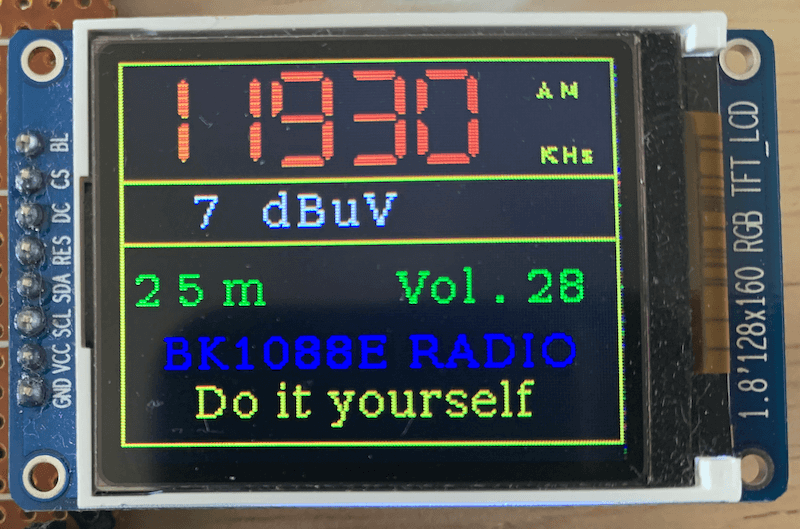 11930 AM
KHs
7 dBuV
25m Vol.28
BK1088E RADIO
Do it yourself
BL
CS
DC
RES
SDA
SCL
VCC
GND
1.8'128x160 RGB TFT_LCD